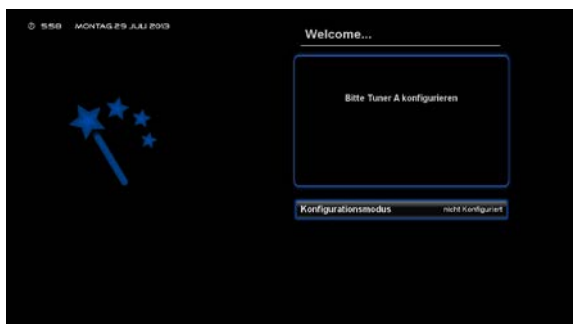 5:58 MONTAG 29 JULI 2013
Welcome...
Bitte Tuner A konfigurieren
Konfigurationsmodus nicht Konfiguriert